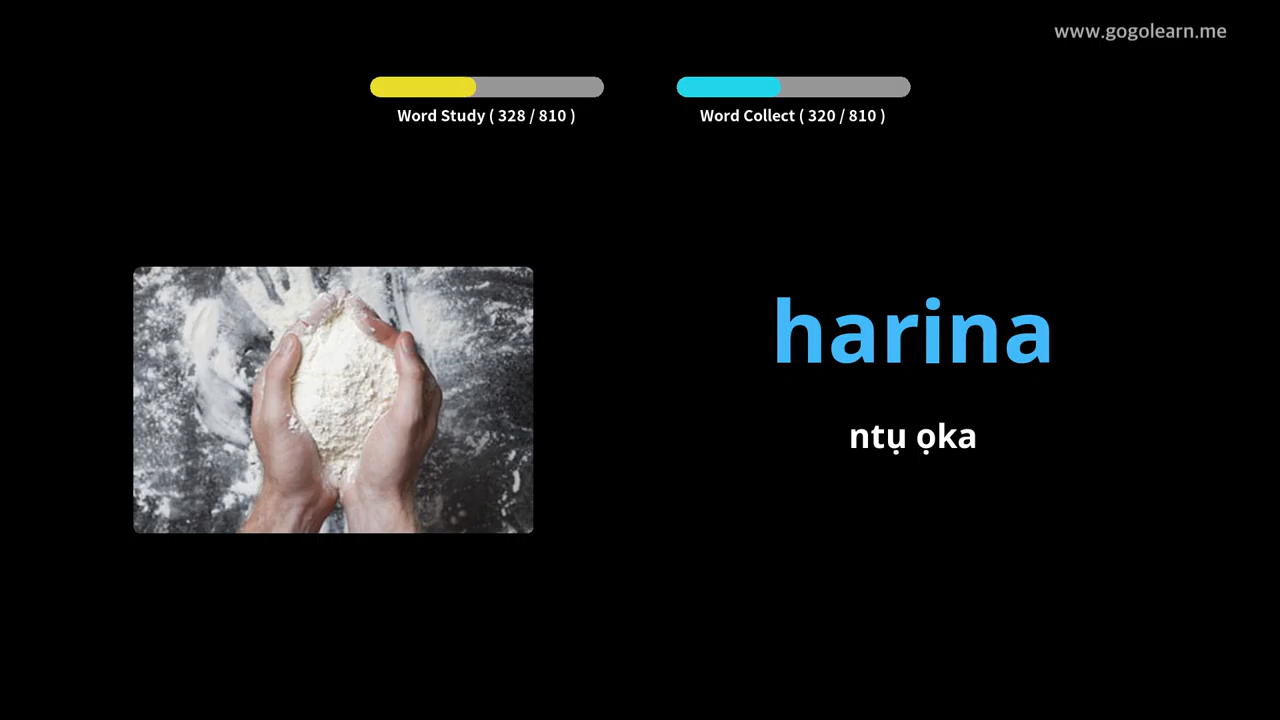 www.gogolearn.me
Word Study ( 328 / 810 )
Word Collect ( 320 / 810 )
harina
ntụ ọka